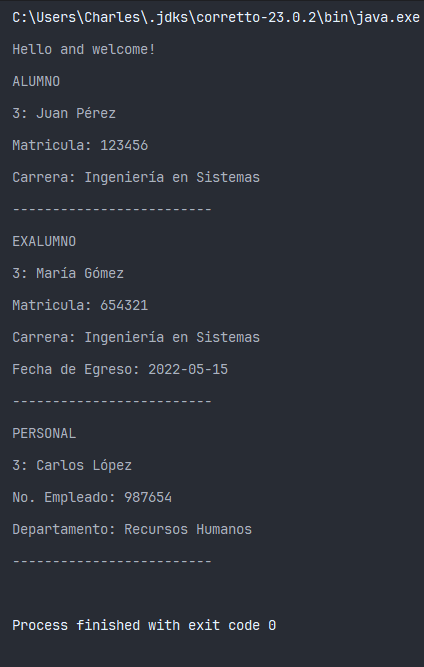 C:\Users\Charles\.jdks\corretto-23.0.2\bin\java.exe
Hello and welcome!
ALUMNO
3: Juan Pérez
Matricula: 123456
Carrera: Ingeniería en Sistemas
-------------------------
EXALUMNO
3: María Gómez
Matricula: 654321
Carrera: Ingeniería en Sistemas
Fecha de Egreso: 2022-05-15
-------------------------
PERSONAL
3: Carlos López
No. Empleado: 987654
Departamento: Recursos Humanos
-------------------------
Process finished with exit code 0